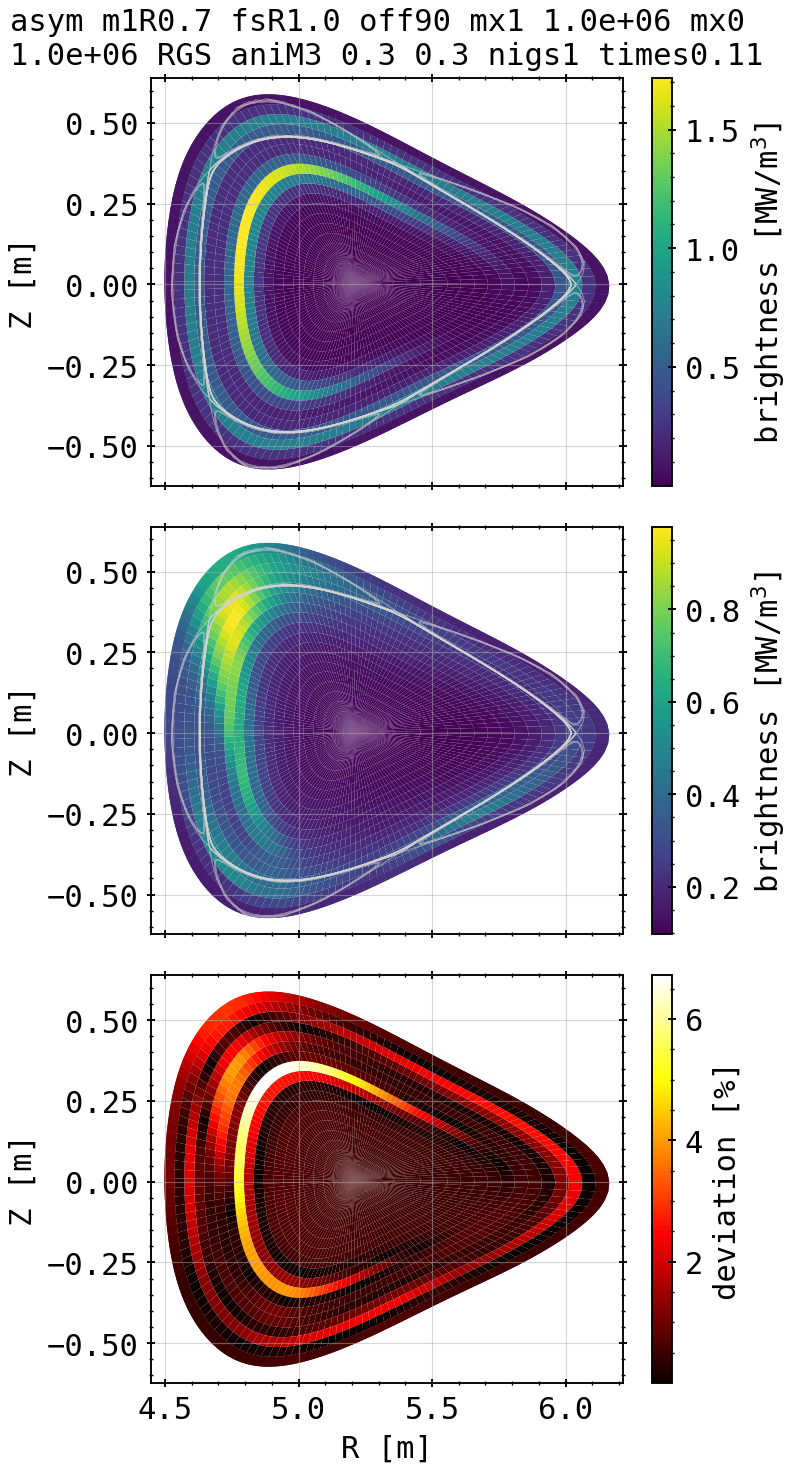 asym m1R0.7 fsR1.0 off90 mx1 1.0e+06 mx0
1.0e+06 RGS aniM3 0.3 0.3 nigs1 times0.11
0.50
0.25
0.00
−0.25
−0.50
Z [m]
1.5
1.0
0.5
brightness [MW/m³]
0.50
0.25
0.00
−0.25
−0.50
Z [m]
0.8
0.6
0.4
0.2
brightness [MW/m³]
0.50
0.25
0.00
−0.25
−0.50
Z [m]
6
4
2
deviation [%]
4.5 5.0 5.5 6.0
R [m]